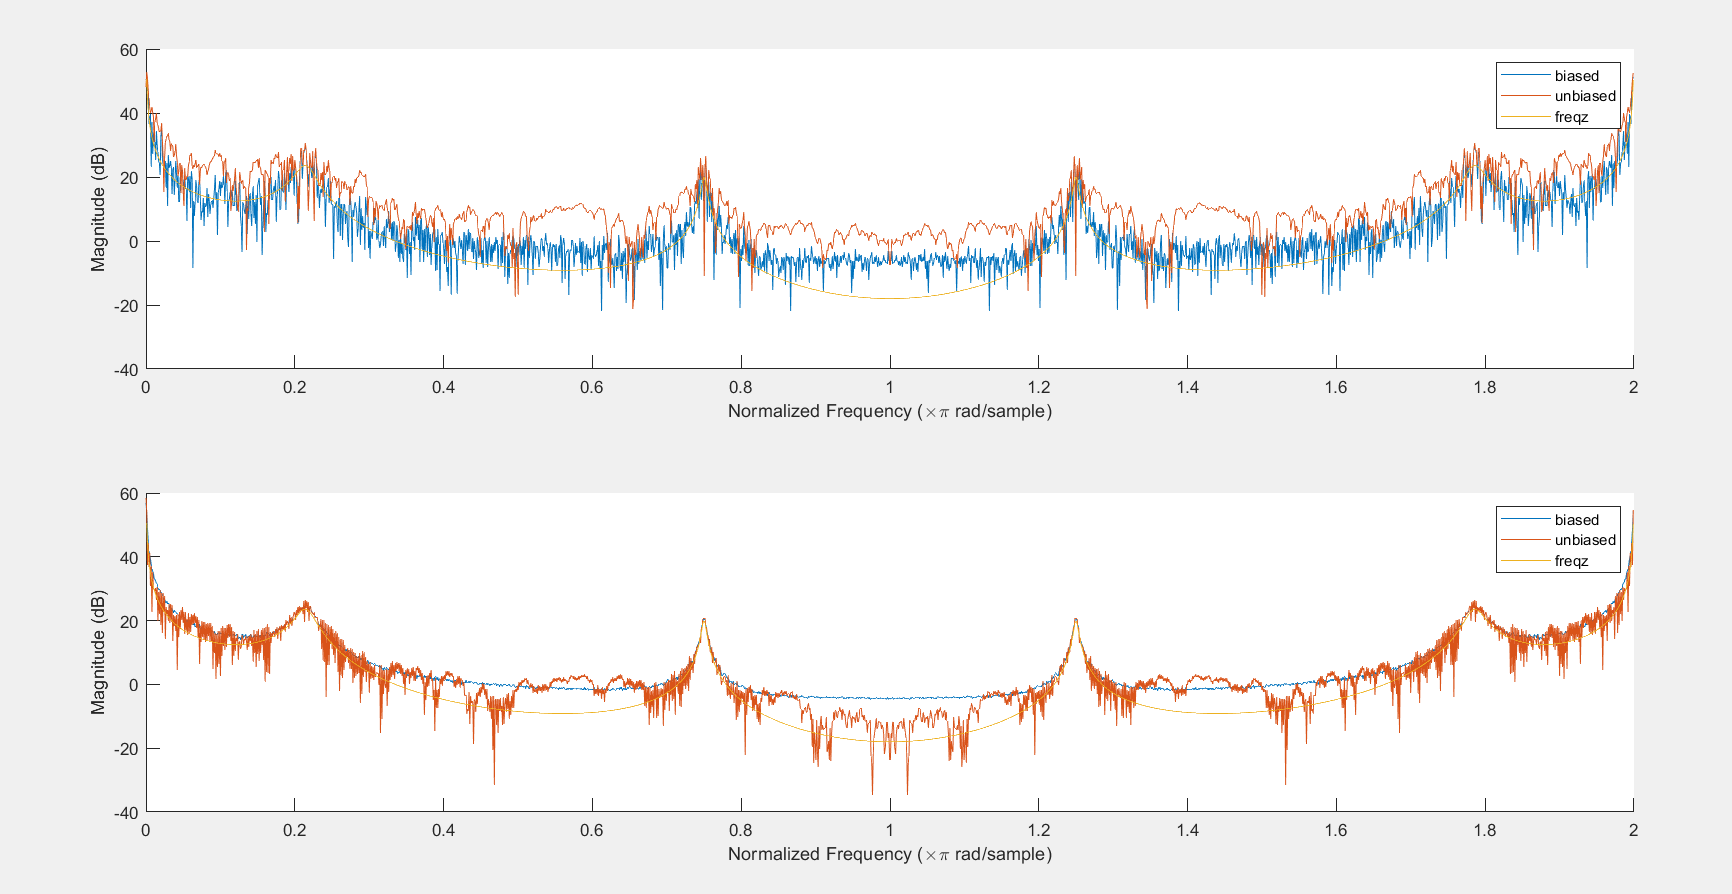 60
40
20
0
-20
-40
Magnitude (dB)
biased
unbiased
freqz
0 0.2 0.4 0.6 0.8 1 1.2 1.4 1.6 1.8 2
Normalized Frequency (×π rad/sample)
60
40
20
0
-20
-40
Magnitude (dB)
biased
unbiased
freqz
0 0.2 0.4 0.6 0.8 1 1.2 1.4 1.6 1.8 2
Normalized Frequency (×π rad/sample)